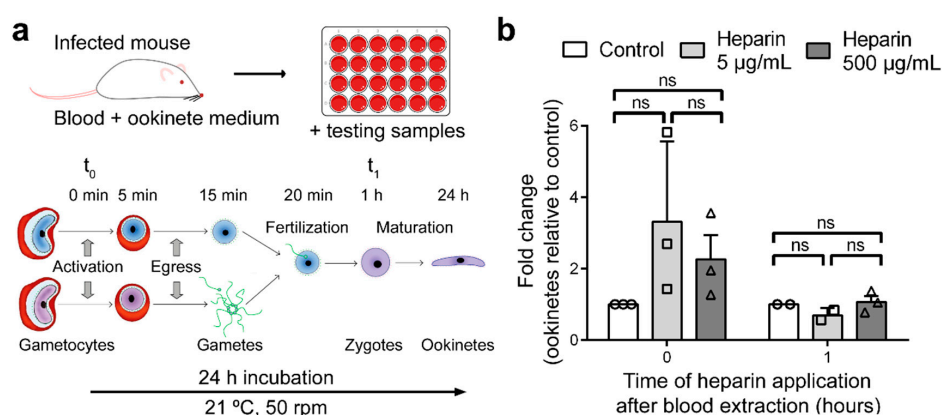 a
Infected mouse
Blood + ookinete medium
+ testing samples
t0
t1
0 min 5 min 15 min 20 min 1 h 24 h
Fertilization Maturation
Activation Egress
Gametocytes Gametes Zygotes Ookinetes
24 h incubation
21 ºC, 50 rpm
b
Control
Heparin
5 µg/mL
Heparin
500 µg/mL
ns
ns ns
ns
ns ns
6
4
2
0
Fold change
(ookinetes relative to control)
0 1
Time of heparin application
after blood extraction (hours)